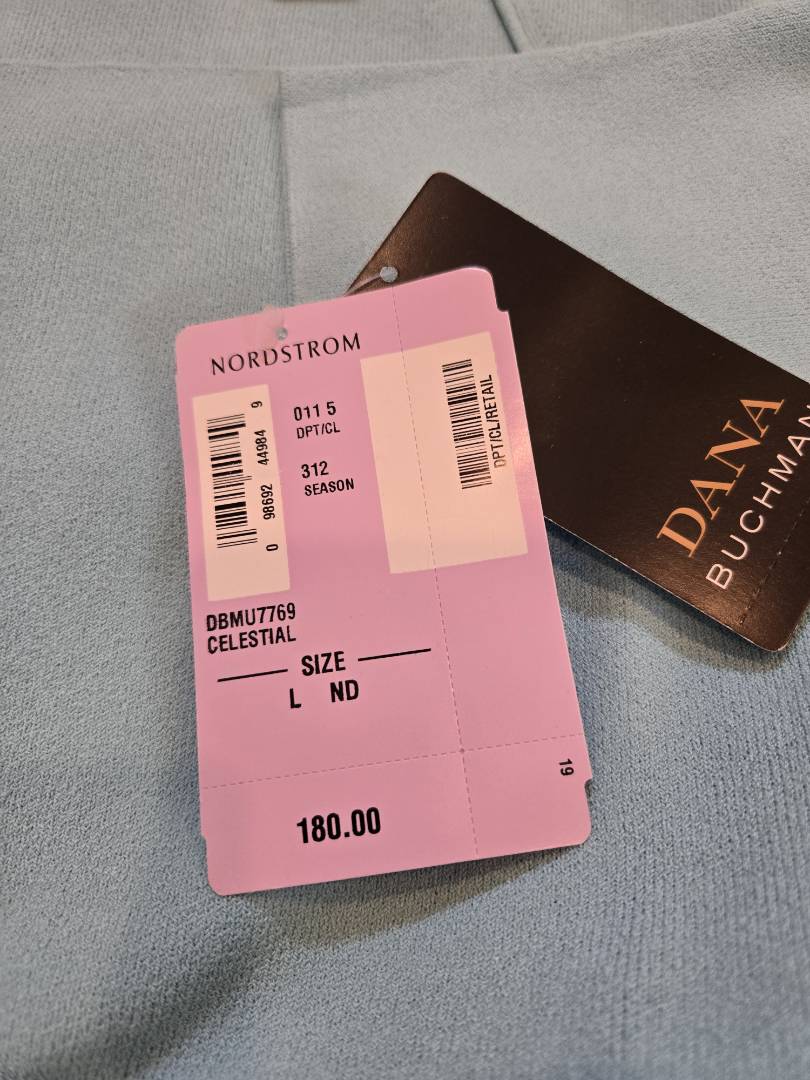 NORDSTROM
0 98692 44984 9
011 5
DPT/CL
312
SEASON
DPT/CL/RETAIL
DBMU7769
CELESTIAL
SIZE
L ND
19
180.00
DANA
BUCHMAN